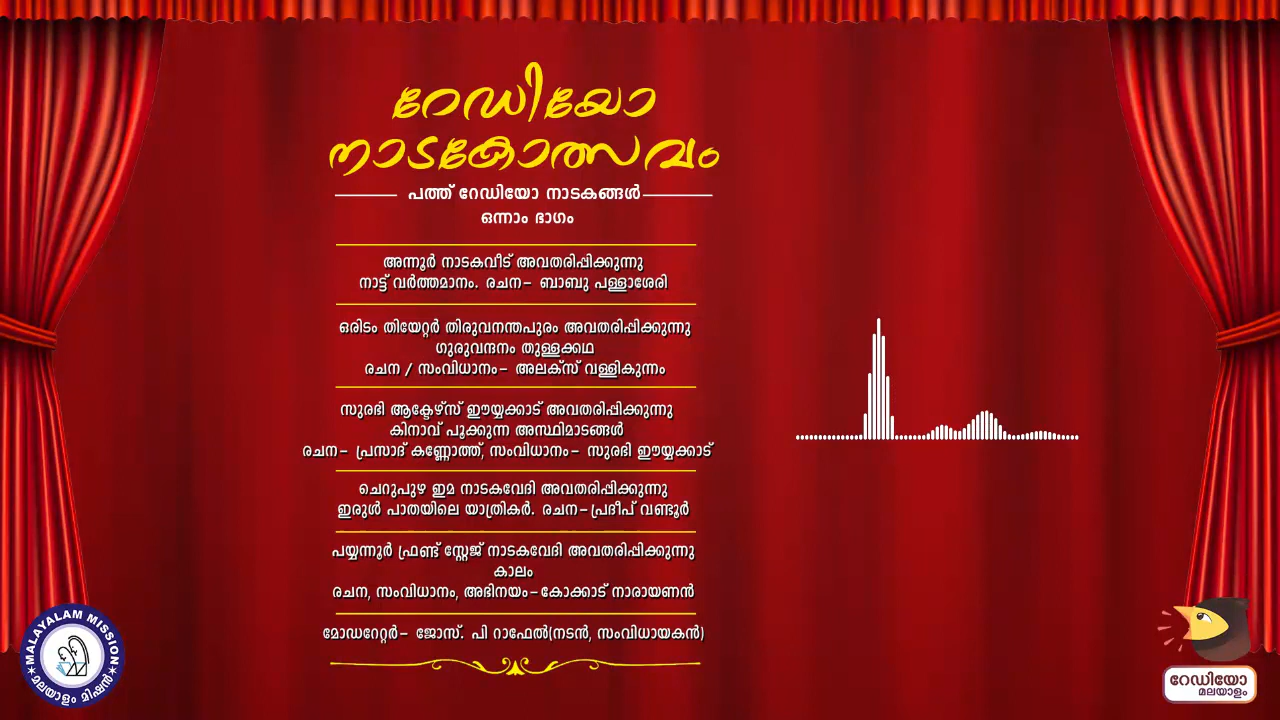 റേഡിയോ
നാടകോത്സവം
പത്ത് റേഡിയോ നാടകങ്ങൾ
ഒന്നാം ഭാഗം
അന്നൂർ നാടകവീട് അവതരിപ്പിക്കുന്നു
നാട്ട് വർത്തമാനം. രചന- ബാബു പള്ളാശേരി
ഒരിടം തിയേറ്റർ തിരുവനന്തപുരം അവതരിപ്പിക്കുന്നു
ഗുരുവന്ദനം തുള്ളക്കഥ
രചന / സംവിധാനം- അലക്സ് വള്ളികുന്നം
സുരഭി ആക്ടേഴ്സ് ഈയ്യക്കാട് അവതരിപ്പിക്കുന്നു
കിനാവ് പൂക്കുന്ന അസ്ഥിമാടങ്ങൾ
രചന- പ്രസാദ് കണ്ണോത്ത്, സംവിധാനം- സുരഭി ഈയ്യക്കാട്
ചെറുപുഴ ഇമ നാടകവേദി അവതരിപ്പിക്കുന്നു
ഇരുൾ പാതയിലെ യാത്രികർ. രചന-പ്രദീപ് വണ്ടൂർ
പയ്യന്നൂർ ഫ്രണ്ട് സ്റ്റേജ് നാടകവേദി അവതരിപ്പിക്കുന്നു
കാലം
രചന, സംവിധാനം, അഭിനയം-കോക്കാട് നാരായണൻ
മോഡറേറ്റർ- ജോസ്. പി റാഫേൽ(നടൻ, സംവിധായകൻ)
MALAYALAM MISSION
മലയാളം മിഷൻ
റേഡിയോ
മലയാളം